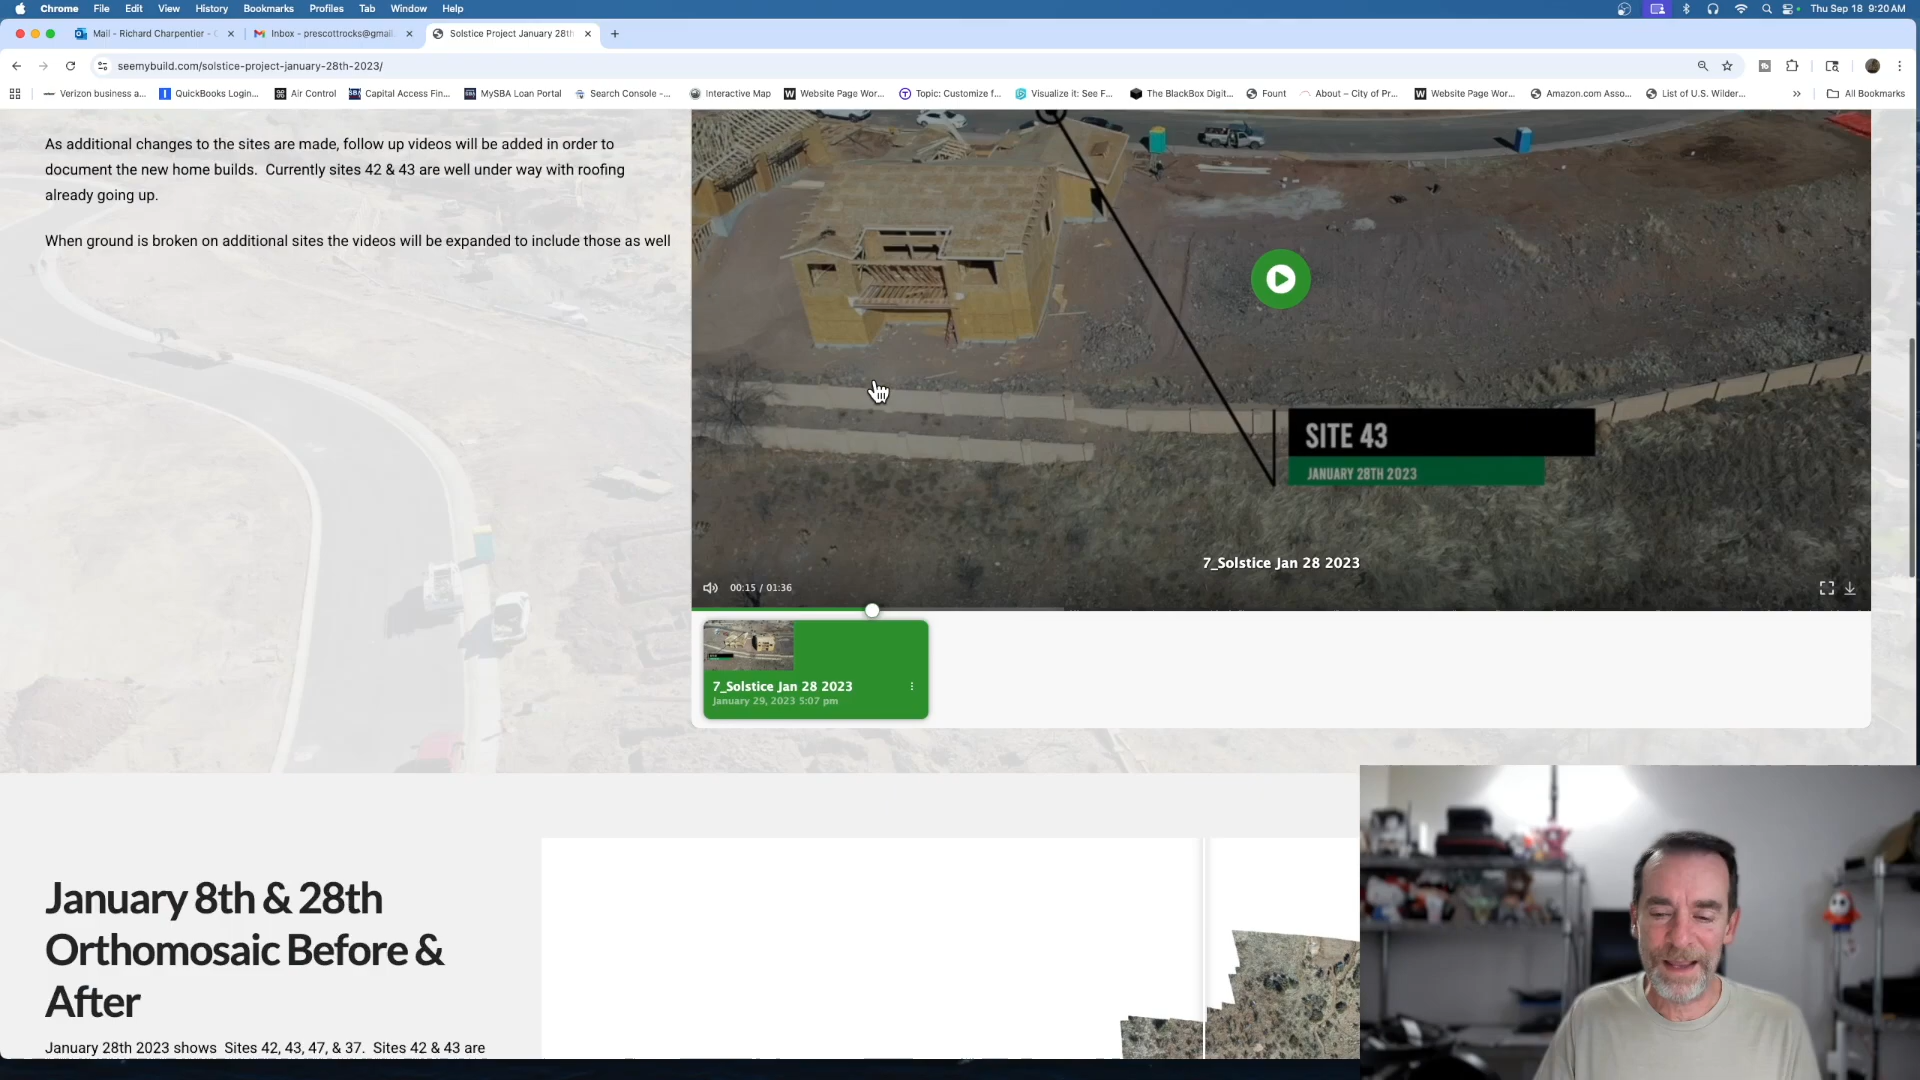 Chrome File Edit View History Bookmarks Profiles Tab Window Help Thu Sep 18 9:20 AM
Mail - Richard Charpentier - Inbox - prescottrocks@gmail. Solstice Project January 28th
seemybuild.com/solstice-project-january-28th-2023/
Verizon business a... QuickBooks Login... Air Control Capital Access Fin... MySBA Loan Portal Search Console -... Interactive Map Website Page Wor... Topic: Customize f... Visualize it: See F... The BlackBox Digit... Fount About – City of Pr... Website Page Wor... Amazon.com Asso... List of U.S. Wilder... All Bookmarks
As additional changes to the sites are made, follow up videos will be added in order to
document the new home builds. Currently sites 42 & 43 are well under way with roofing
already going up.
When ground is broken on additional sites the videos will be expanded to include those as well
SITE 43
JANUARY 28TH 2023
7_Solstice Jan 28 2023
00:15 / 01:36
7_Solstice Jan 28 2023
January 29, 2023 5:07 pm
January 8th & 28th
Orthomosaic Before &
After
January 28th 2023 shows Sites 42, 43, 47, & 37. Sites 42 & 43 are